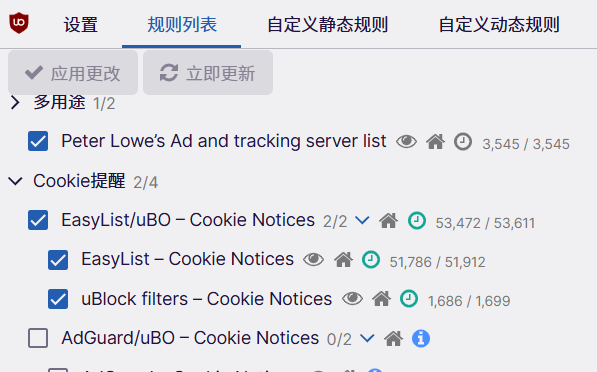 设置 规则列表 自定义静态规则 自定义动态规则
应用更改 立即更新
多用途 1/2
Peter Lowe’s Ad and tracking server list 3,545 / 3,545
Cookie提醒 2/4
EasyList/uBO – Cookie Notices 2/2 53,472 / 53,611
EasyList – Cookie Notices 51,786 / 51,912
uBlock filters – Cookie Notices 1,686 / 1,699
AdGuard/uBO – Cookie Notices 0/2